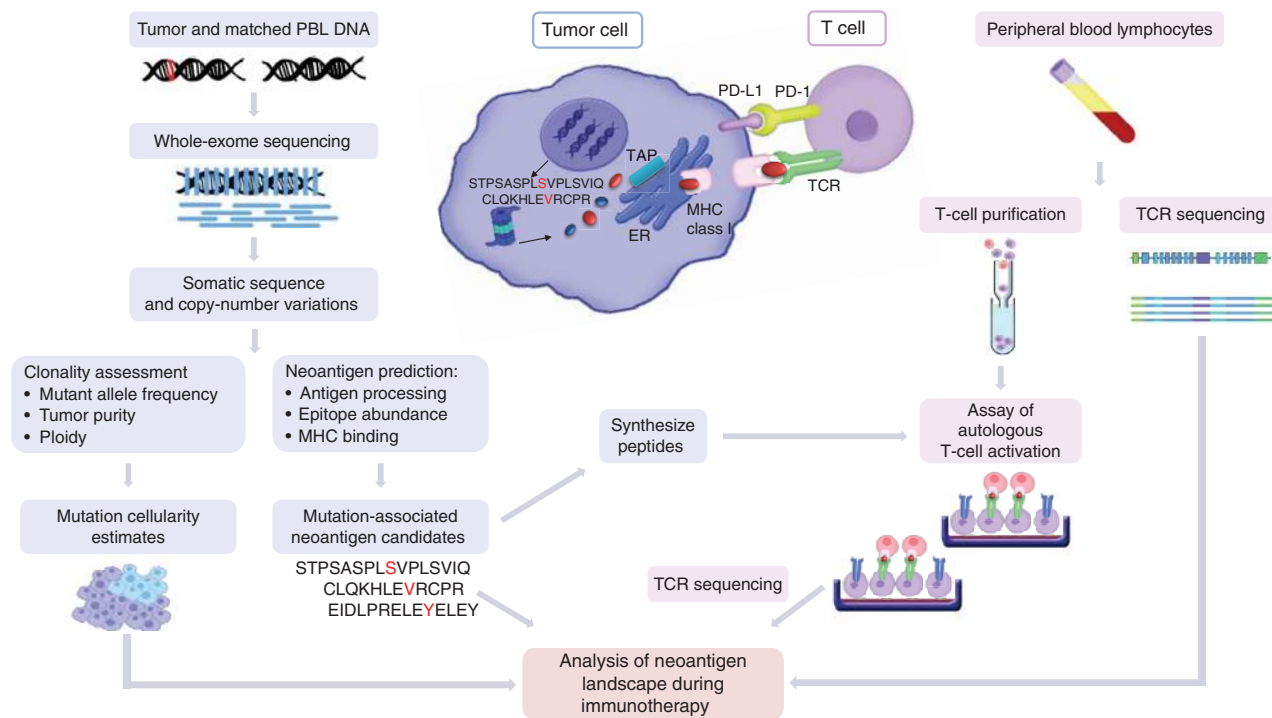 Tumor and matched PBL DNA
Whole-exome sequencing
Somatic sequence
and copy-number variations
Clonality assessment
• Mutant allele frequency
• Tumor purity
• Ploidy
Neoantigen prediction:
• Antigen processing
• Epitope abundance
• MHC binding
Mutation cellularity
estimates
Mutation-associated
neoantigen candidates
STPSASPLSVPLSVIQ
CLQKHLEVRCPR
EIDLPRELEYELEY
Tumor cell
T cell
PD-L1
PD-1
TAP
STPSASPLSVPLSVIQ
CLQKHLEVRCPR
ER
MHC
class I
TCR
Synthesize
peptides
Peripheral blood lymphocytes
T-cell purification
TCR sequencing
Assay of
autologous
T-cell activation
TCR sequencing
Analysis of neoantigen
landscape during
immunotherapy